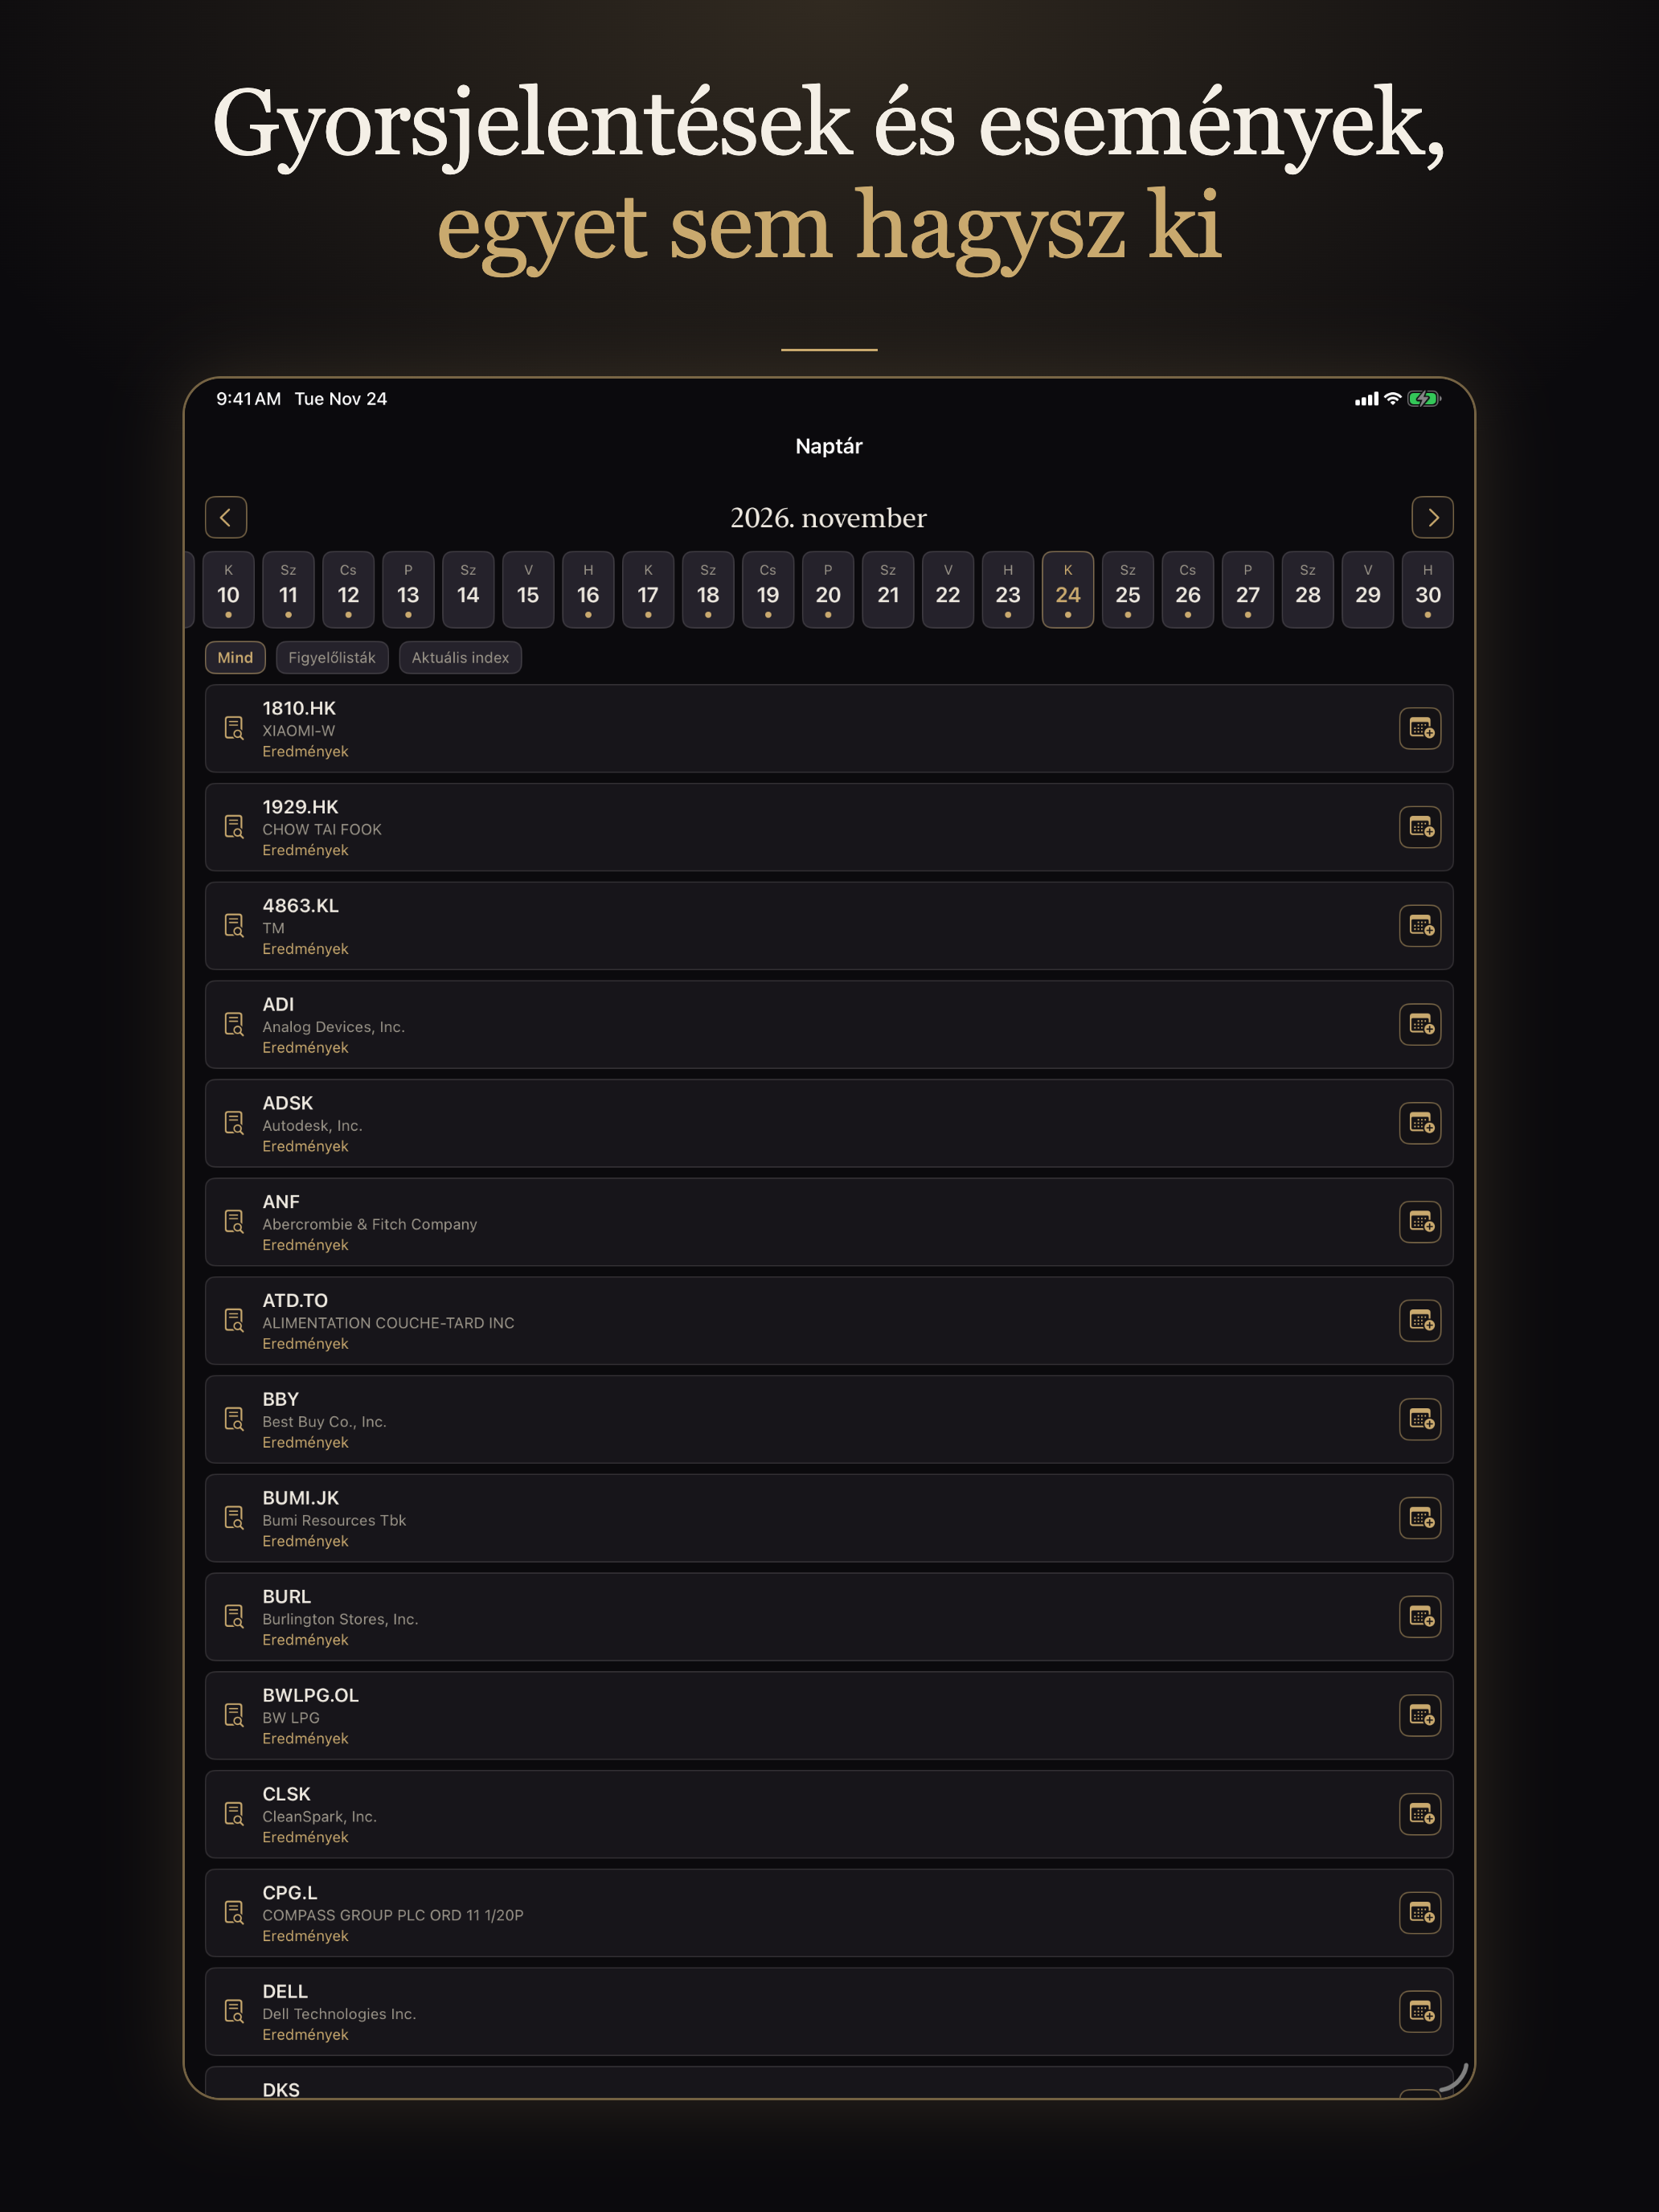 Gyorsjelentések és események,
egyet sem hagysz ki
9:41 AM Tue Nov 24
Naptár
2026. november
K Sz Cs P Sz V H K Sz Cs P Sz V H K Sz Cs P Sz V H
10 11 12 13 14 15 16 17 18 19 20 21 22 23 24 25 26 27 28 29 30
Mind Figyelőlisták Aktuális index
1810.HK
XIAOMI-W
Eredmények
1929.HK
CHOW TAI FOOK
Eredmények
4863.KL
TM
Eredmények
ADI
Analog Devices, Inc.
Eredmények
ADSK
Autodesk, Inc.
Eredmények
ANF
Abercrombie & Fitch Company
Eredmények
ATD.TO
ALIMENTATION COUCHE-TARD INC
Eredmények
BBY
Best Buy Co., Inc.
Eredmények
BUMI.JK
Bumi Resources Tbk
Eredmények
BURL
Burlington Stores, Inc.
Eredmények
BWLPG.OL
BW LPG
Eredmények
CLSK
CleanSpark, Inc.
Eredmények
CPG.L
COMPASS GROUP PLC ORD 11 1/20P
Eredmények
DELL
Dell Technologies Inc.
Eredmények
DKS